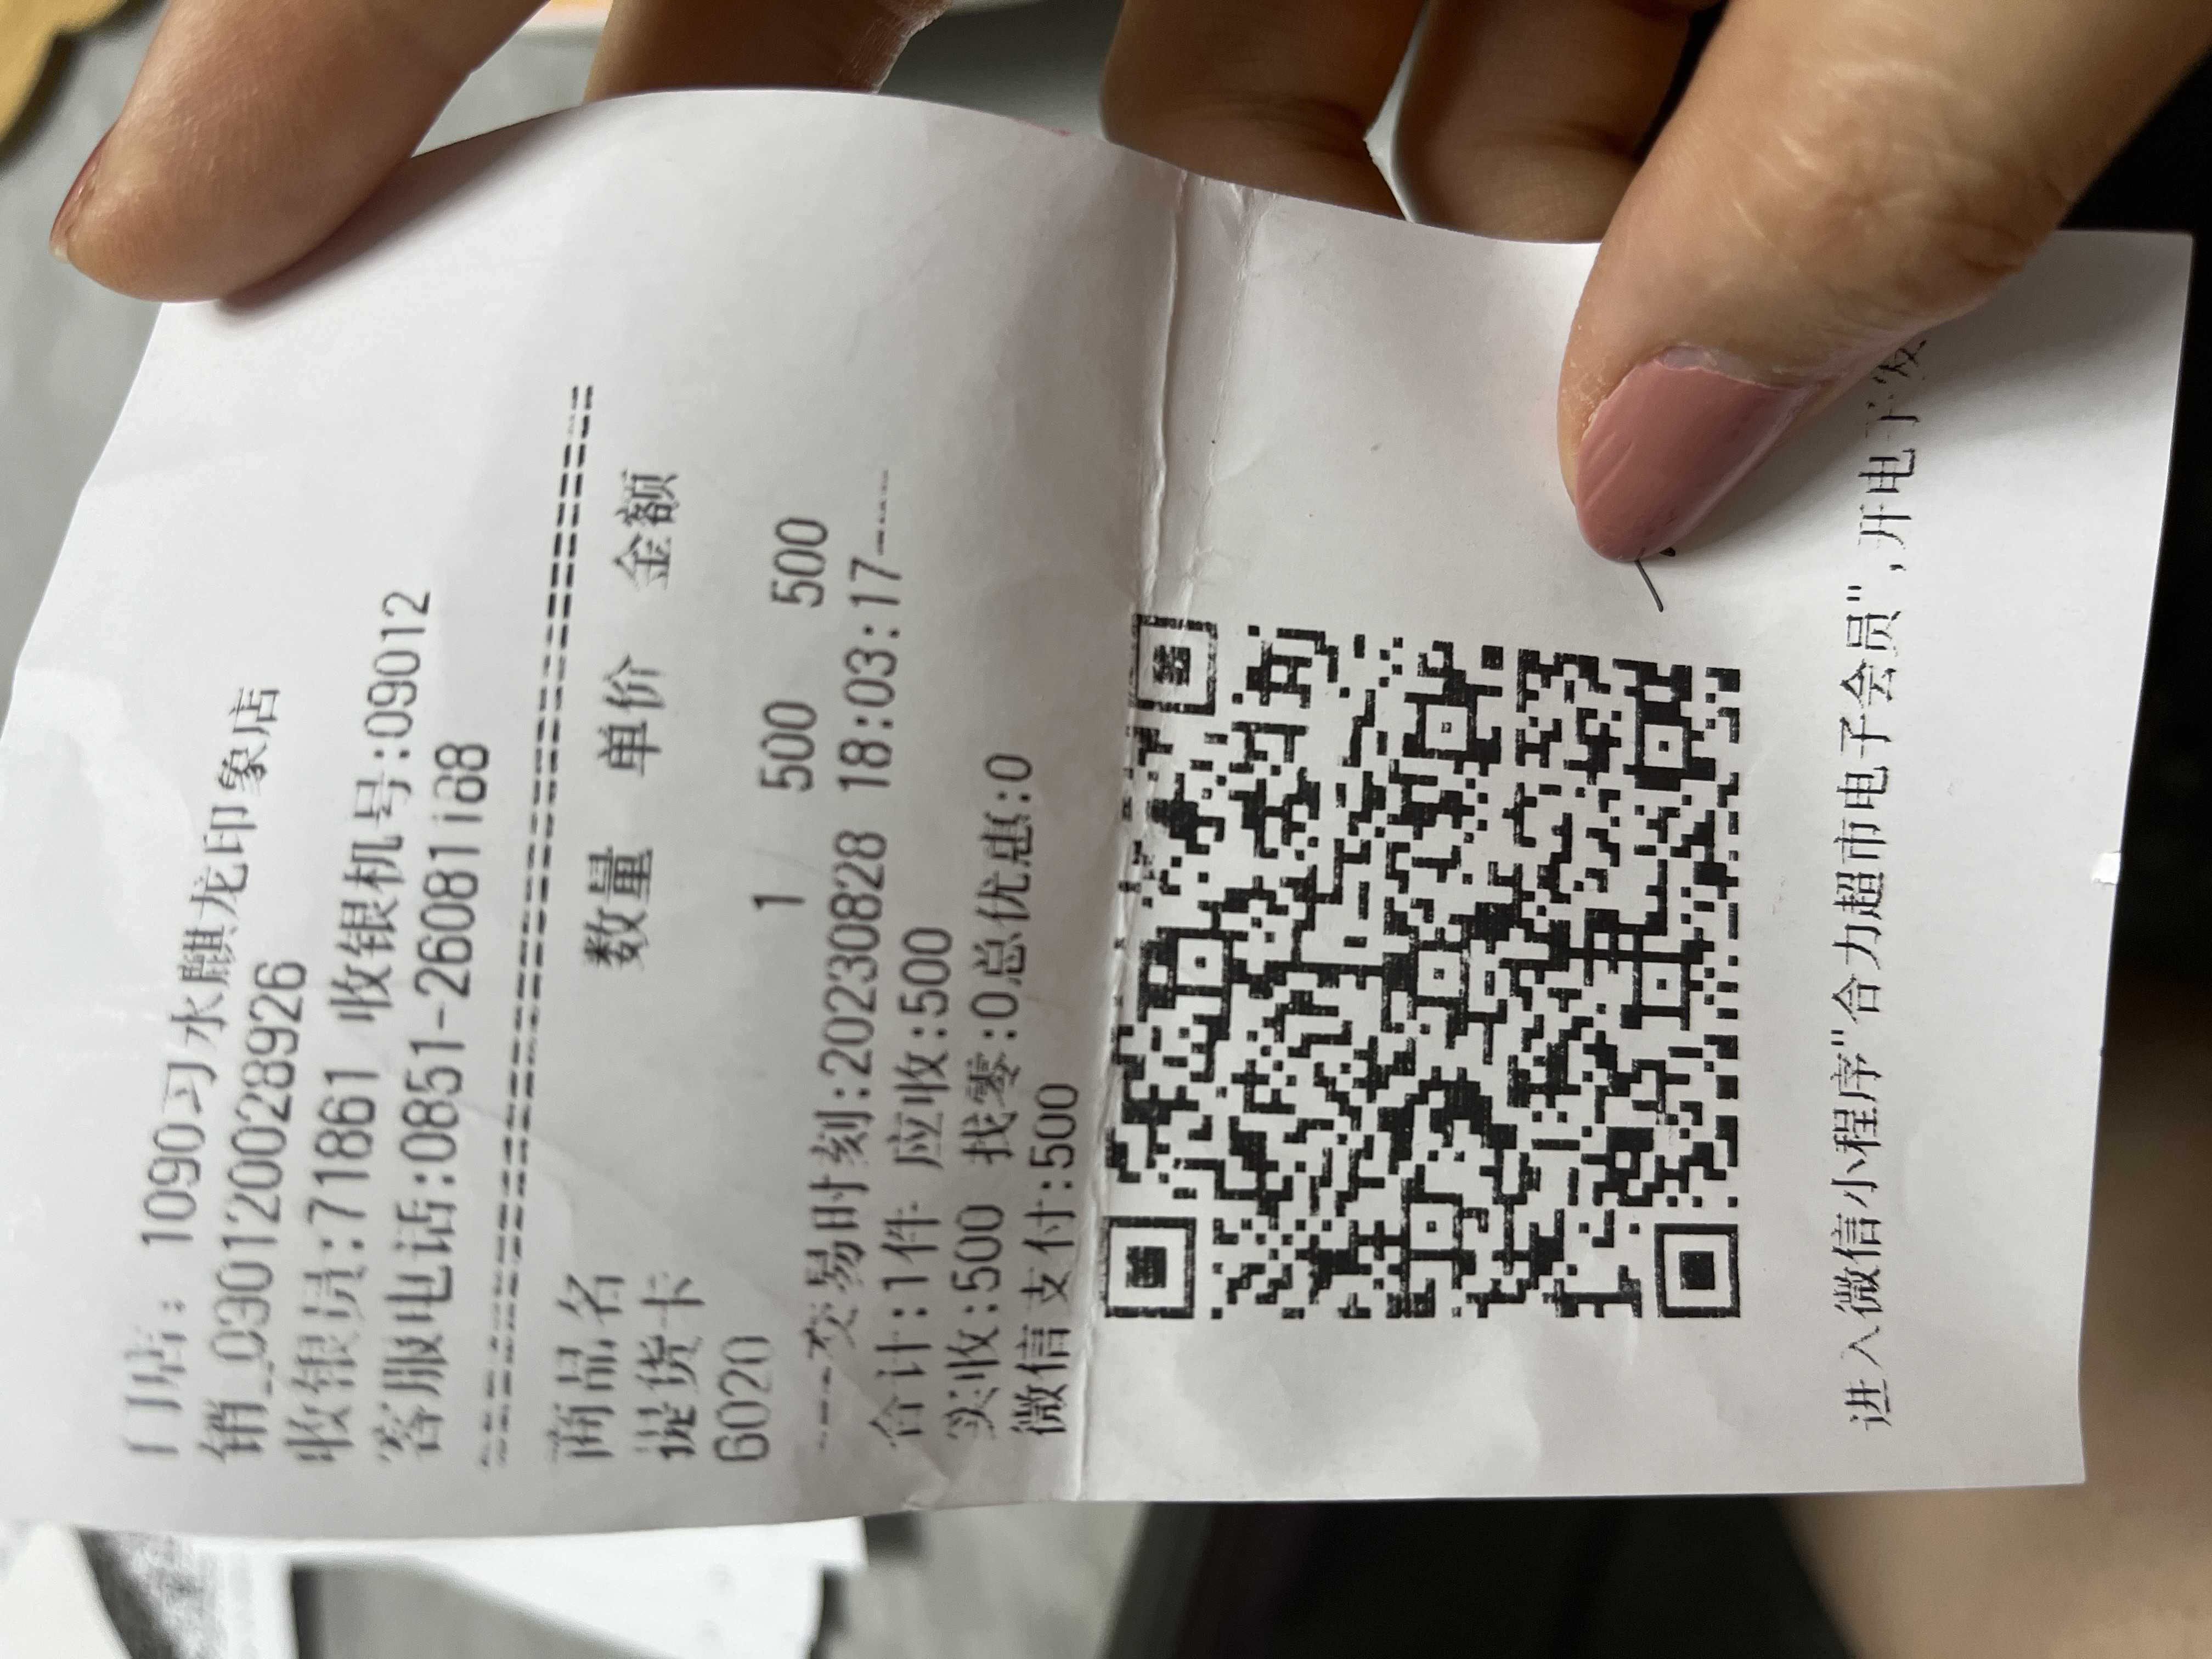 门店：1090习水麒龙印象店
销_090120028926
收银员:71861 收银机号:09012
客服电话:0851-26081188
商品名 数量 单价 金额
提货卡
6020 1 500 500
----交易时刻:20230828 18:03:17----
合计:1件 应收:500
实收:500 找零:0总优惠:0
微信支付:500
进入微信小程序"合力超市电子会员",开电子